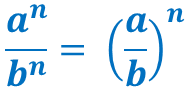 aⁿ/bⁿ = (a/b)ⁿ